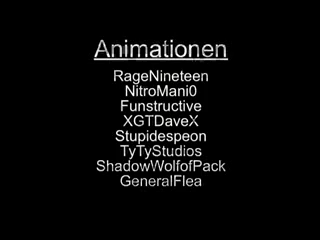 Animationen
RageNineteen
NitroMani0
Funstructive
XGTDaveX
Stupidespeon
TyTyStudios
ShadowWolfofPack
GeneralFlea